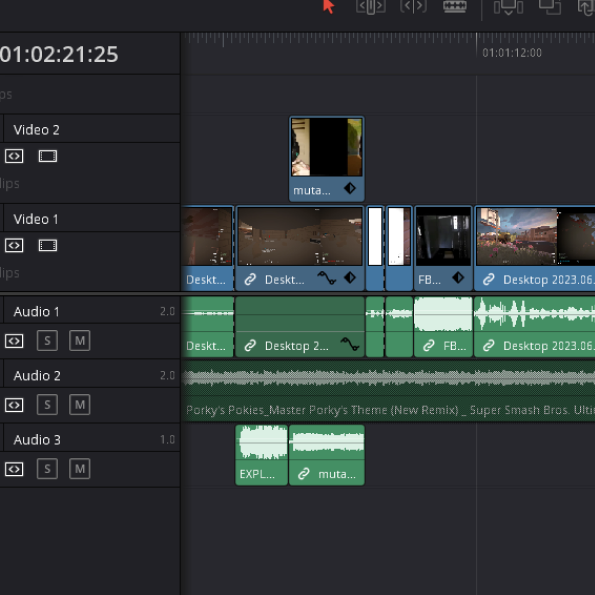 01:02:21:25
01:01:12:00
ps
Video 2
lips
muta...
Video 1
lips
Deskt...
Deskt...
FB...
Desktop 2023.06.
Audio 1
2.0
S
M
Deskt...
Desktop 2...
FB...
Desktop 2023.06.
Audio 2
2.0
S
M
Porky's Pokies_Master Porky's Theme (New Remix) _ Super Smash Bros. Ulti
Audio 3
1.0
S
M
EXPL...
muta...